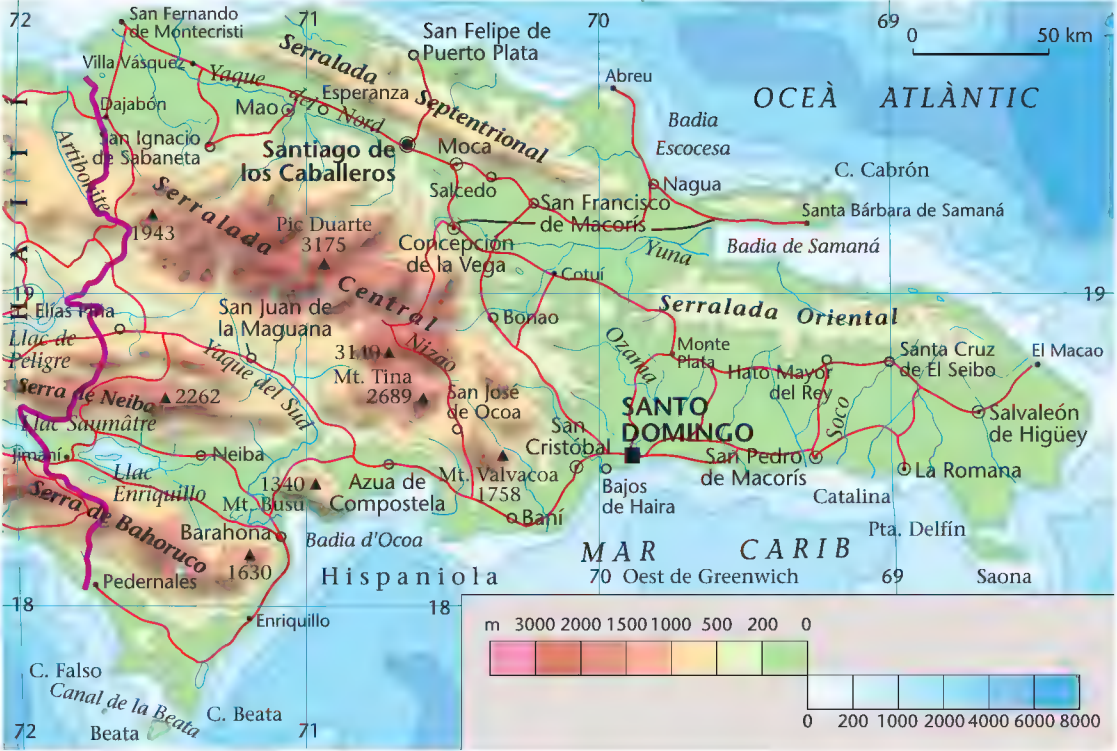 72
71
70
69
San Fernando
de Montecristi
San Felipe de
Puerto Plata
0 50 km
Villa Vásquez
Serralada
Septentrional
Abreu
Yaque
del
Nord
Esperanza
OCEÀ ATLÀNTIC
Dajabón
Mao
Badia
Escocesa
San Ignacio
de Sabaneta
Santiago de
los Caballeros
Moca
C. Cabrón
Artibonite
Salcedo
Nagua
HAITÍ
Serralada
Central
San Francisco
de Macorís
Santa Bárbara de Samaná
1943
Pic Duarte
3175
Concepción
de la Vega
Yuna
Badia de Samaná
Cotuí
19
19
Elías Piña
San Juan de
la Maguana
Bonao
Serralada Oriental
Llac de
Peligre
Yaque del Sud
Nizao
Ozama
Monte
Plata
Santa Cruz
de El Seibo
El Macao
3140
Mt. Tina
2689
Hato Mayor
del Rey
Serra de Neiba
2262
San José
de Ocoa
SANTO
DOMINGO
Soco
Salvaleón
de Higüey
Llac Saumâtre
San
Cristóbal
Jimaní
Neiba
Llac
Enriquillo
1340
Mt. Busu
Azua de
Compostela
Mt. Valvacoa
1758
Bajos
de Haira
San Pedro
de Macorís
La Romana
Catalina
Serra de Bahoruco
Baní
Pta. Delfín
Barahona
Badia d'Ocoa
MAR CARIB
1630
Hispaniola
70 Oest de Greenwich
69
Saona
Pedernales
18
18
Enriquillo
m 3000 2000 1500 1000 500 200 0
C. Falso
Canal de la Beata
C. Beata
Beata
0 200 1000 2000 4000 6000 8000
72
71